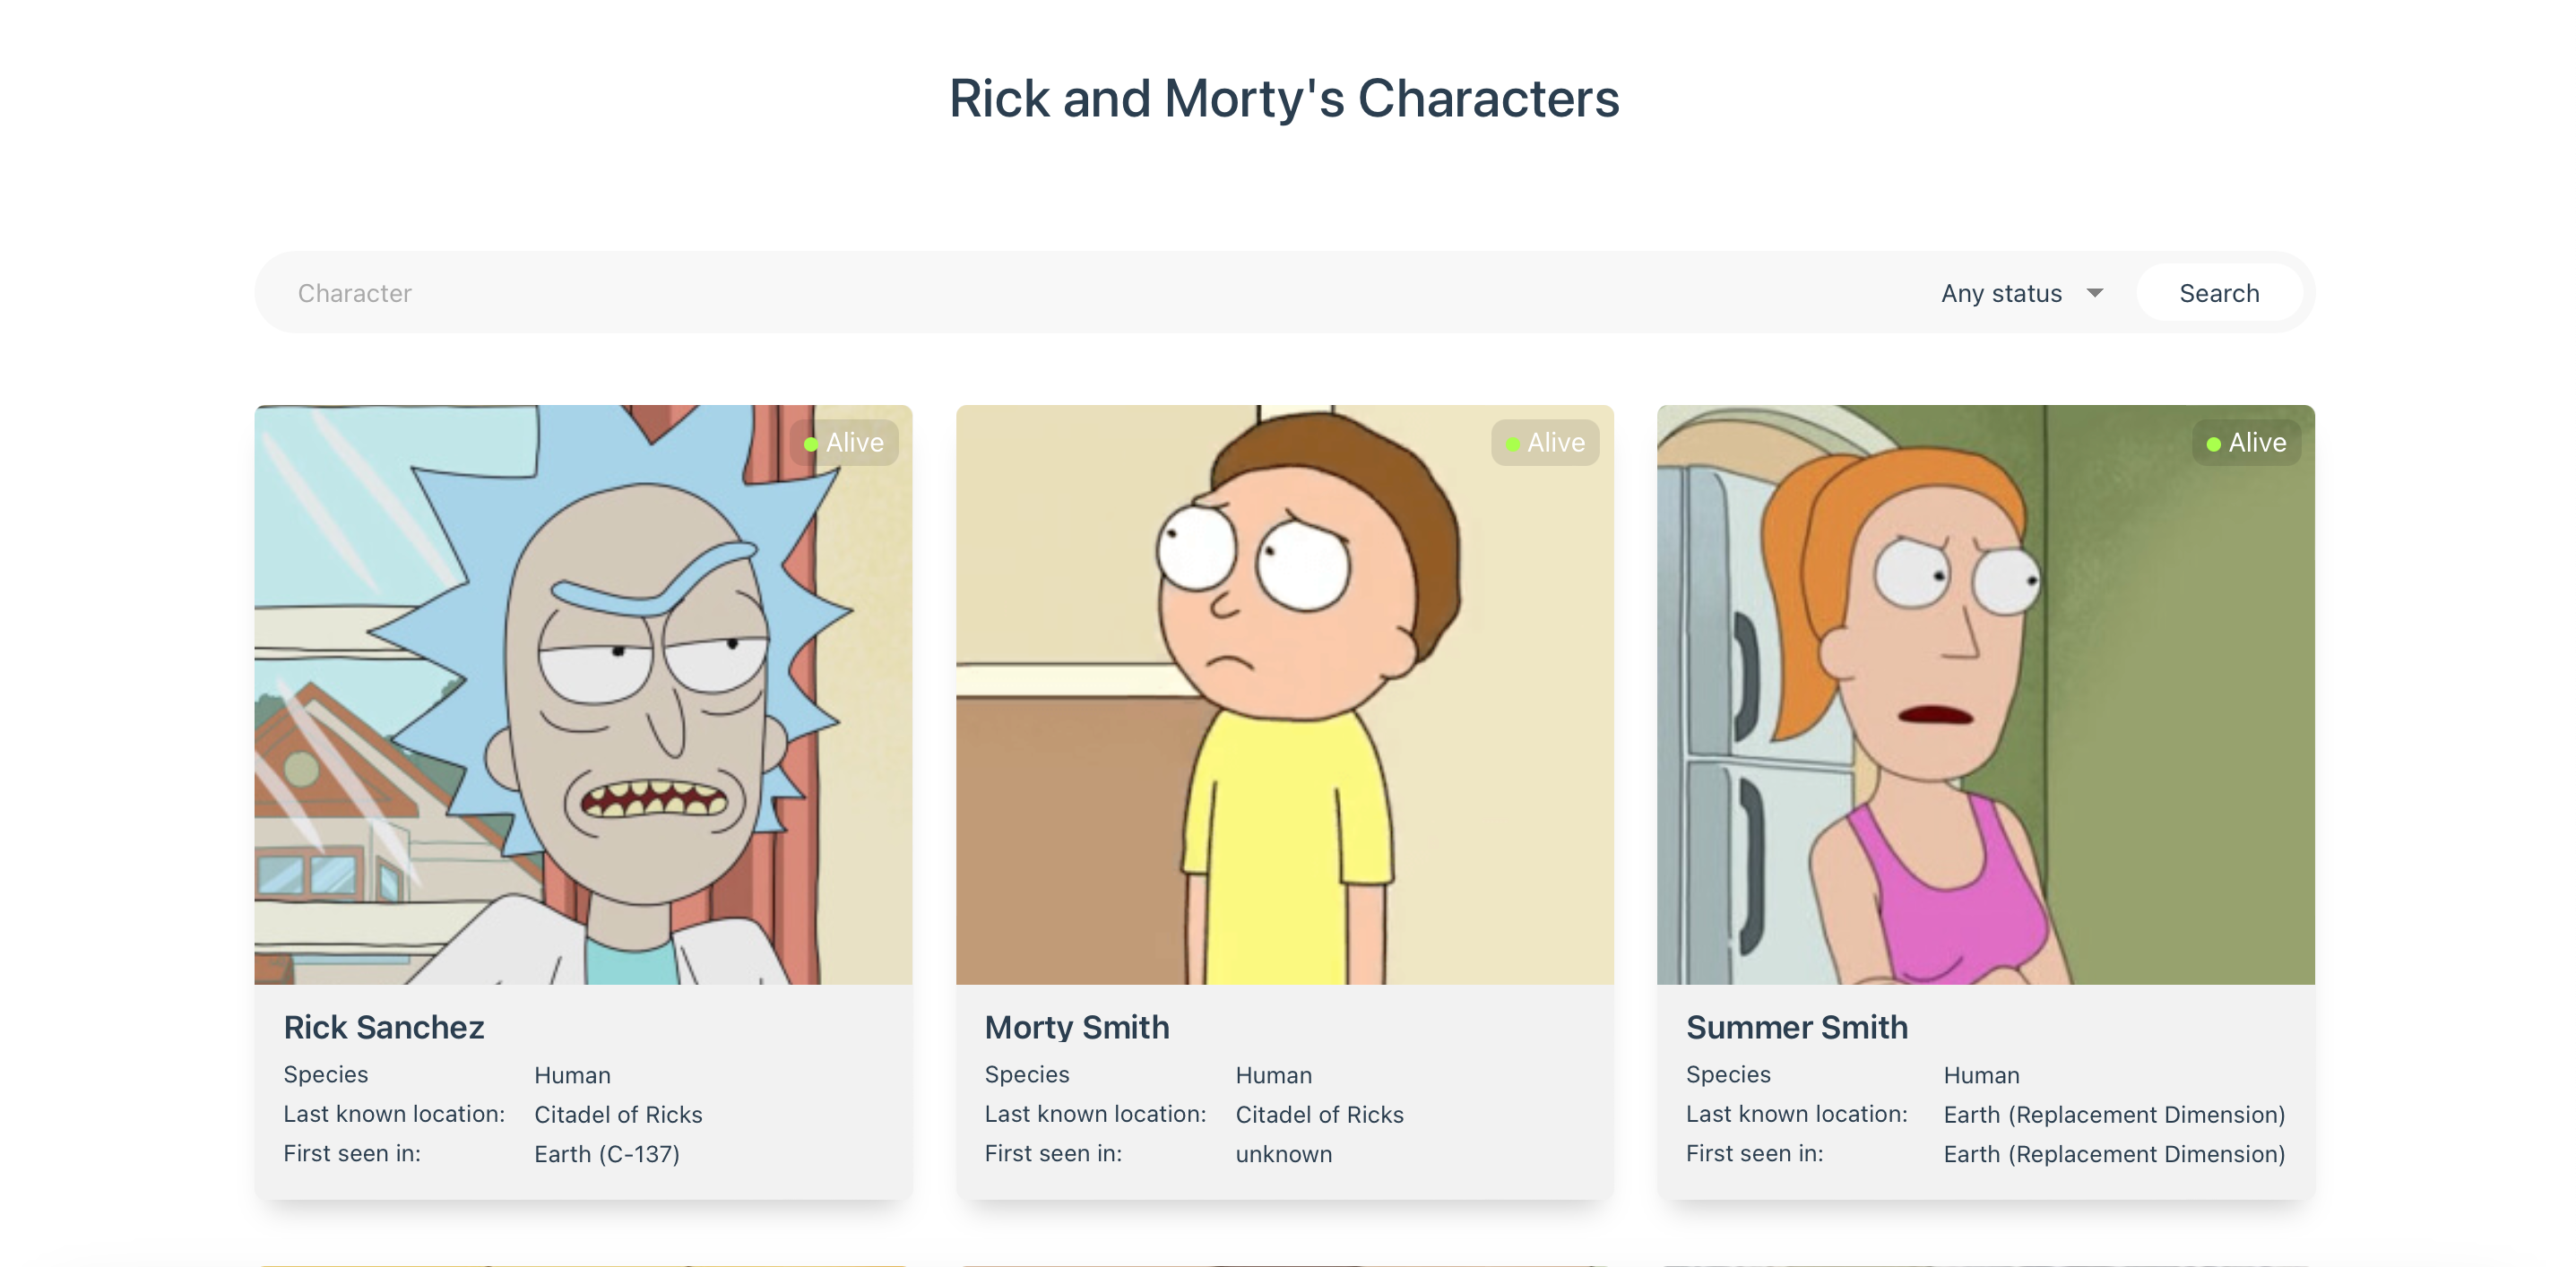 Rick and Morty's Characters
Character
Any status
Search
Alive
Alive
Alive
Rick Sanchez
Species Human
Last known location: Citadel of Ricks
First seen in: Earth (C-137)
Morty Smith
Species Human
Last known location: Citadel of Ricks
First seen in: unknown
Summer Smith
Species Human
Last known location: Earth (Replacement Dimension)
First seen in: Earth (Replacement Dimension)